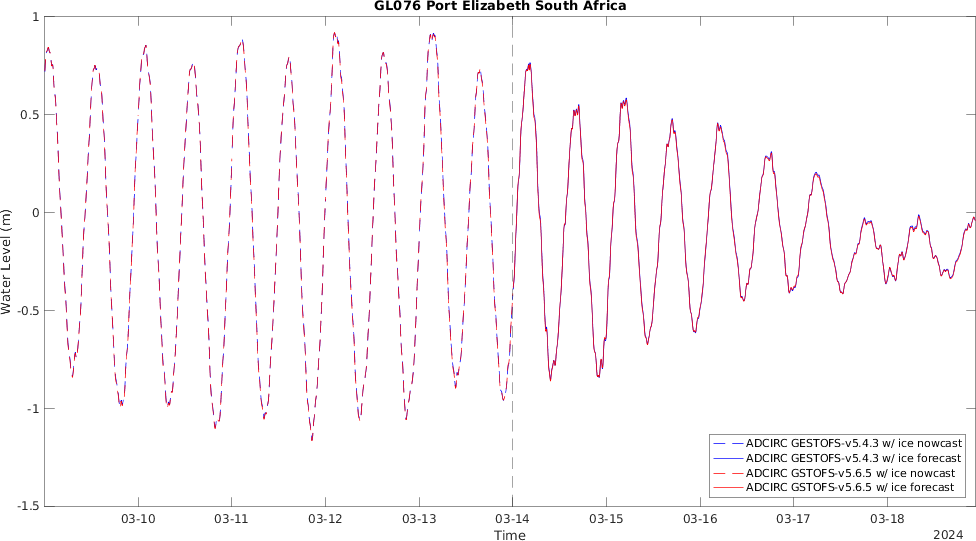 GL076 Port Elizabeth South Africa
1
0.5
0
-0.5
-1
-1.5
Water Level (m)
03-10 03-11 03-12 03-13 03-14 03-15 03-16 03-17 03-18
Time
2024
ADCIRC GESTOFS-v5.4.3 w/ ice nowcast
ADCIRC GESTOFS-v5.4.3 w/ ice forecast
ADCIRC GSTOFS-v5.6.5 w/ ice nowcast
ADCIRC GSTOFS-v5.6.5 w/ ice forecast